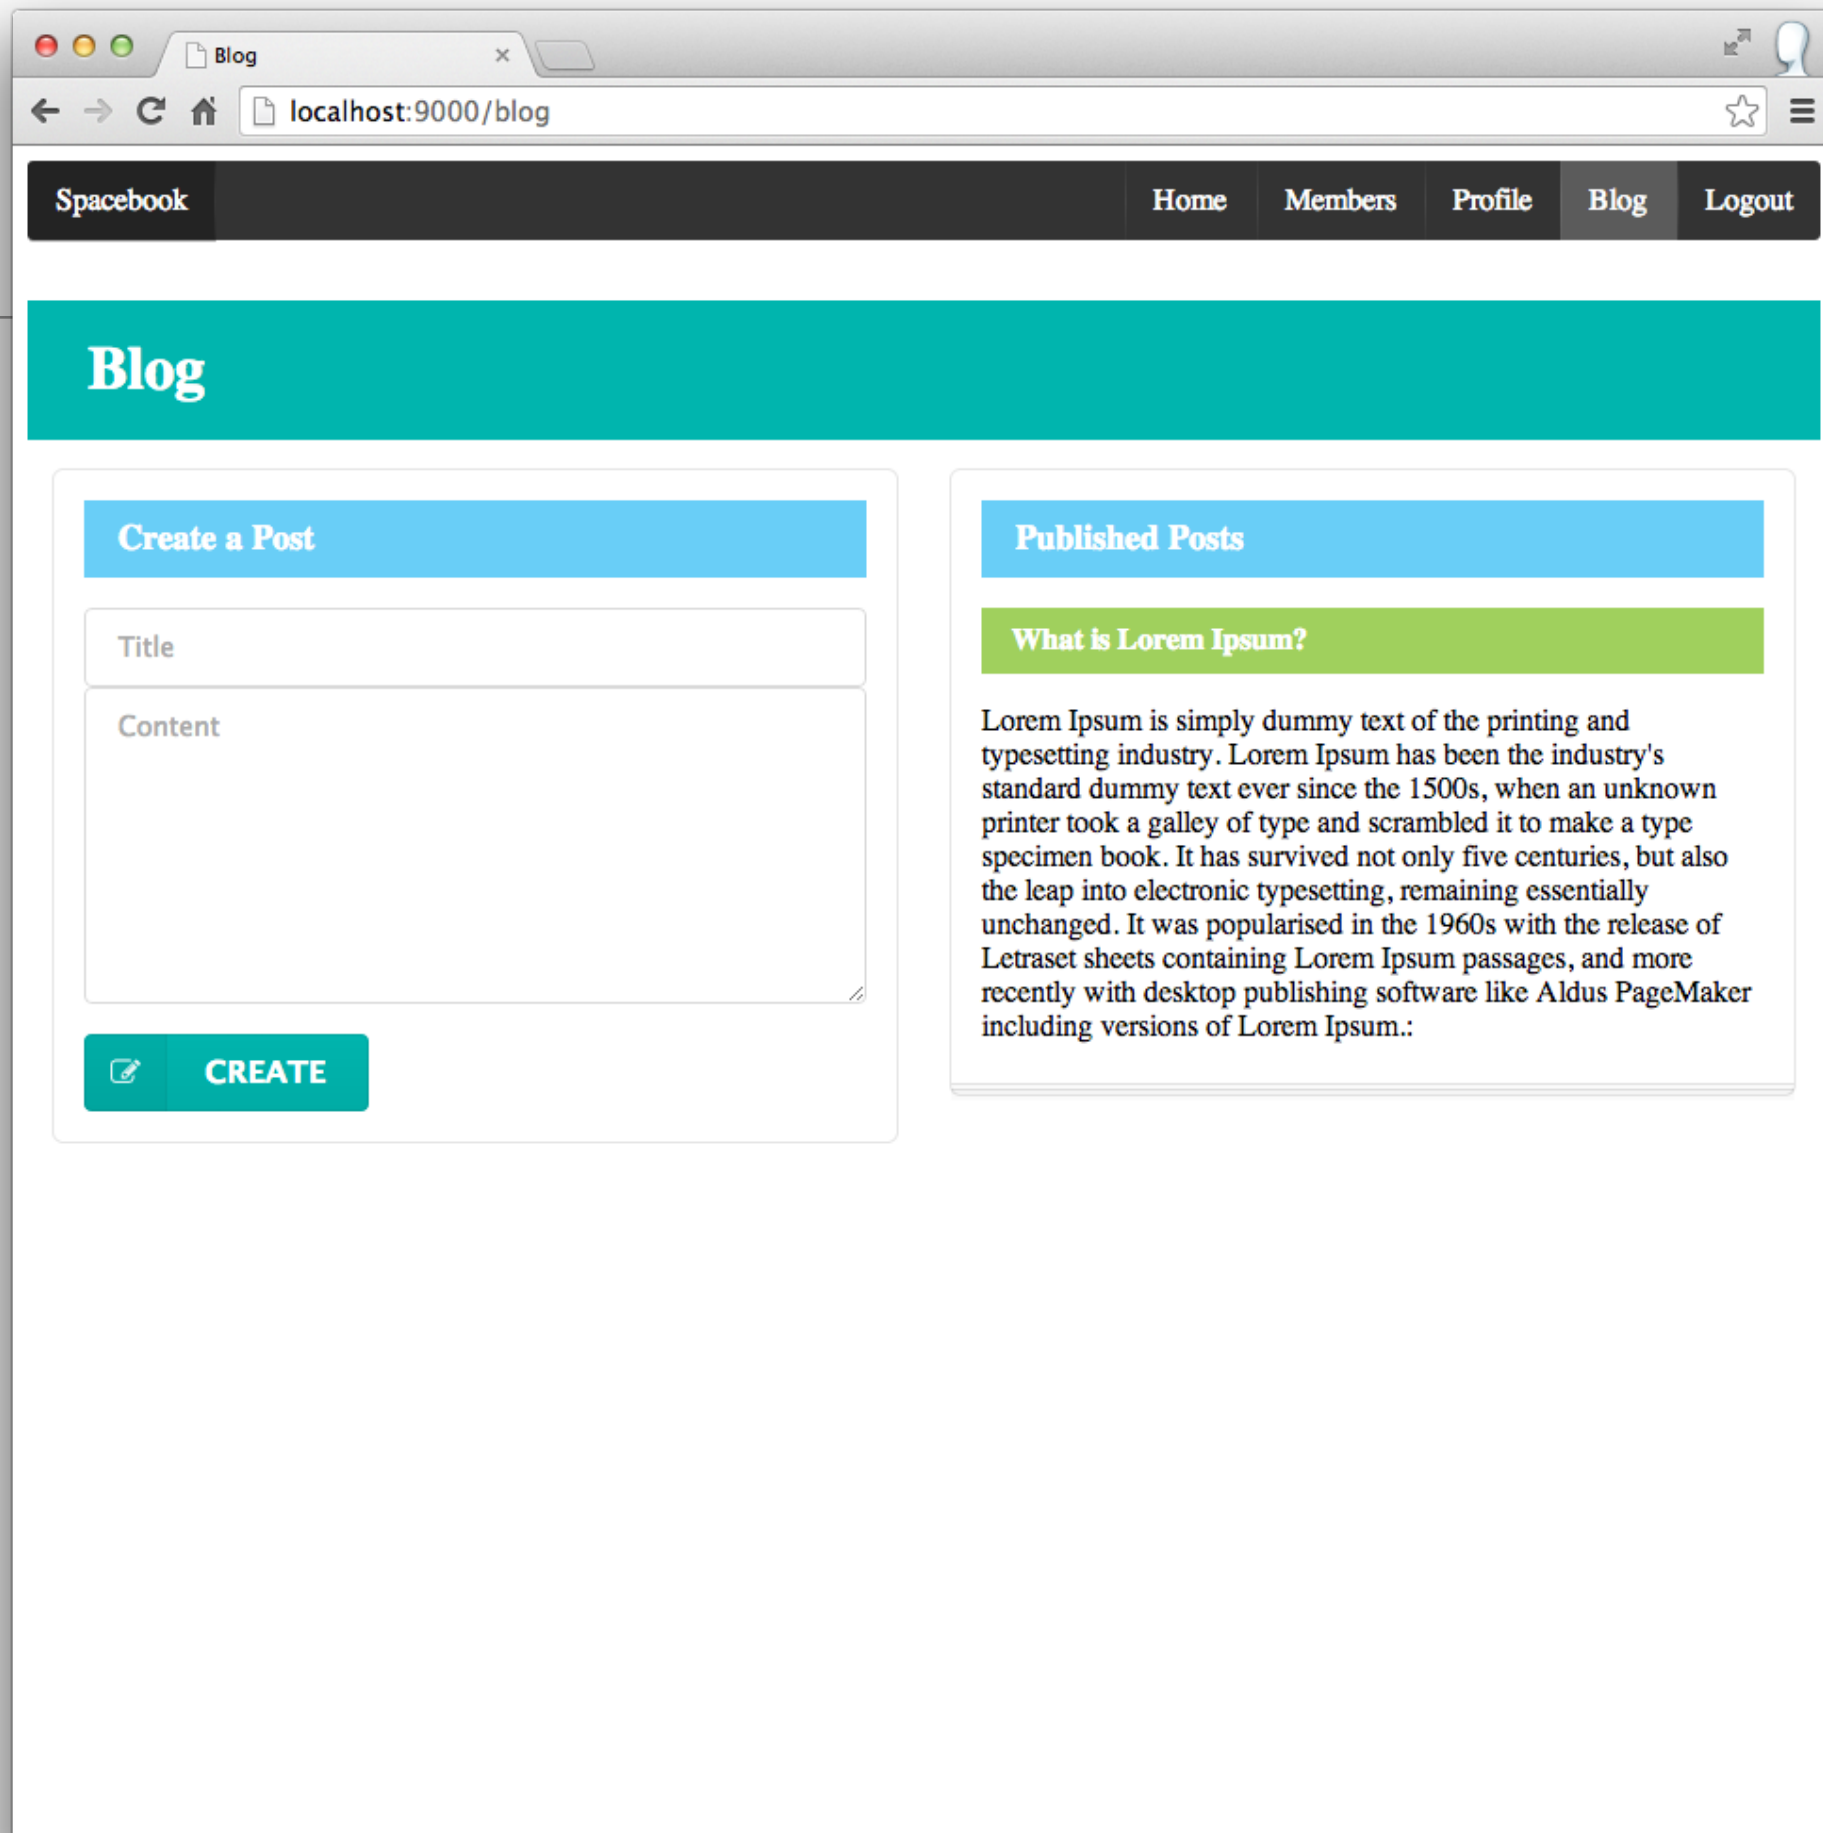 Blog
localhost:9000/blog
Spacebook Home Members Profile Blog Logout
Blog
Create a Post
Title
Content
CREATE
Published Posts
What is Lorem Ipsum?
Lorem Ipsum is simply dummy text of the printing and
typesetting industry. Lorem Ipsum has been the industry's
standard dummy text ever since the 1500s, when an unknown
printer took a galley of type and scrambled it to make a type
specimen book. It has survived not only five centuries, but also
the leap into electronic typesetting, remaining essentially
unchanged. It was popularised in the 1960s with the release of
Letraset sheets containing Lorem Ipsum passages, and more
recently with desktop publishing software like Aldus PageMaker
including versions of Lorem Ipsum.: